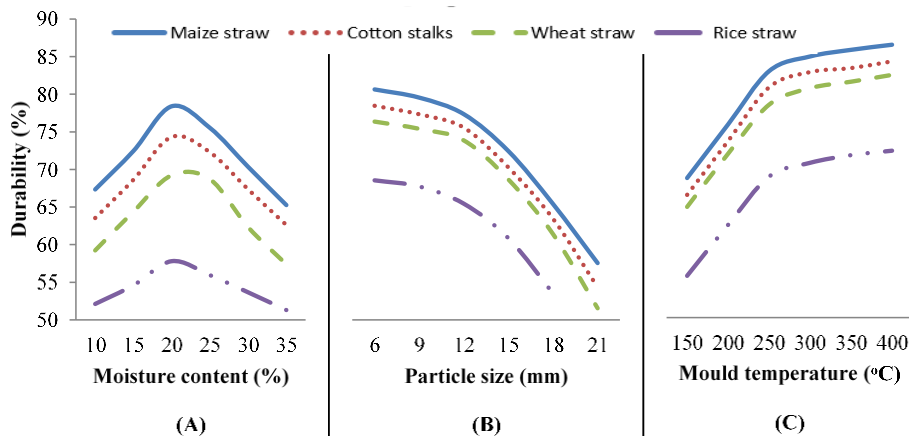 90
85
80
75
70
65
60
55
50
Durability (%)
Maize straw Cotton stalks Wheat straw Rice straw
10 15 20 25 30 35 6 9 12 15 18 21 150 200 250 300 350 400
Moisture content (%) Particle size (mm) Mould temperature (°C)
(A) (B) (C)